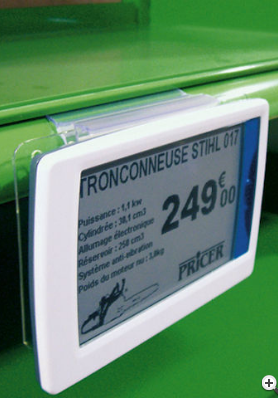 TRONCONNEUSE STIHL 017
Puissance : 1,1 kw
Cylindrée : 30,1 cm3
Allumage électronique
Réservoir : 250 cm3
Système anti-vibration
Poids du moteur nu : 3,8kg
249€00
PRICER